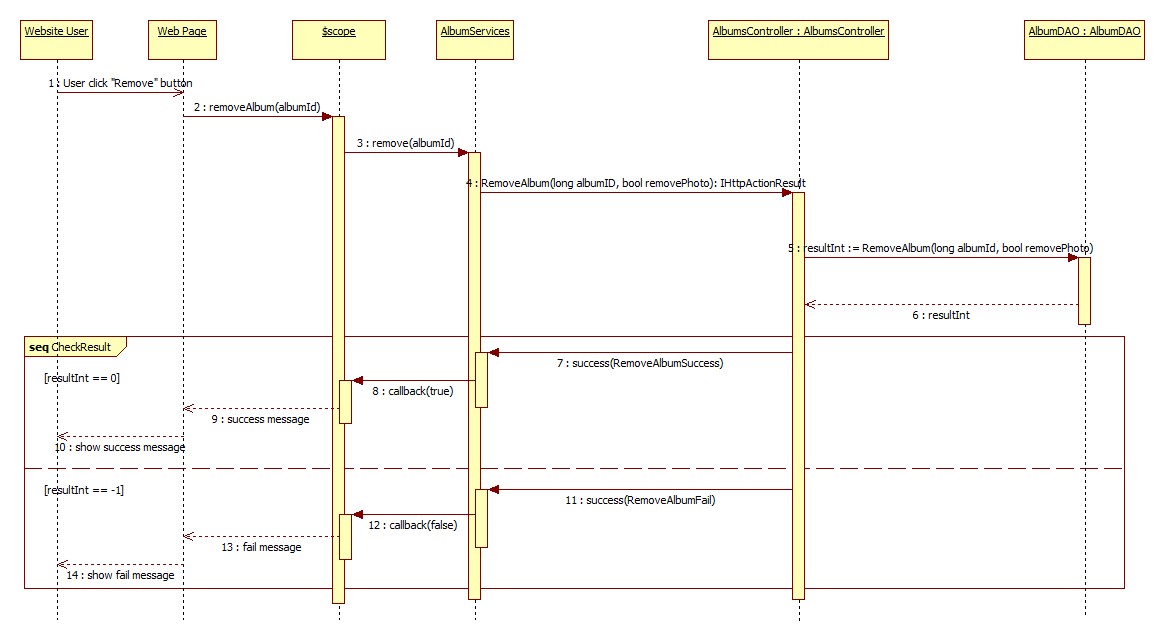 Website User
Web Page
$scope
AlbumServices
AlbumsController : AlbumsController
AlbumDAO : AlbumDAO
1 : User click "Remove" button
2 : removeAlbum(albumId)
3 : remove(albumId)
4 : RemoveAlbum(long albumID, bool removePhoto): IHttpActionResult
5 : resultInt := RemoveAlbum(long albumId, bool removePhoto)
6 : resultInt
seq CheckResult
7 : success(RemoveAlbumSuccess)
[resultInt == 0]
8 : callback(true)
9 : success message
10 : show success message
[resultInt == -1]
11 : success(RemoveAlbumFail)
12 : callback(false)
13 : fail message
14 : show fail message